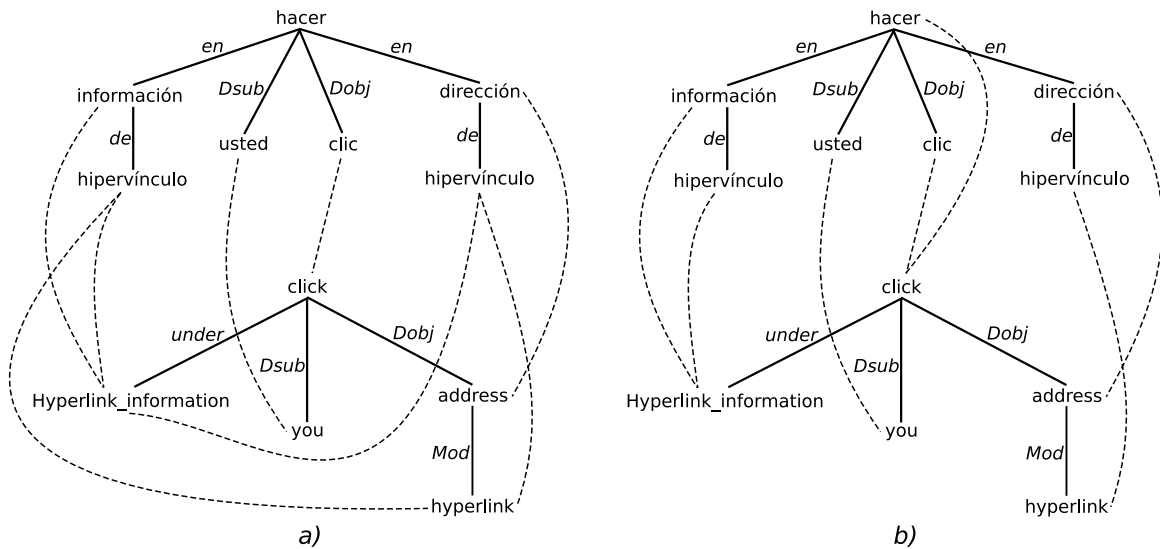 hacer
en
en
información
Dsub
Dobj
dirección
de
usted
clic
de
hipervínculo
hipervínculo
click
under
Dsub
Dobj
Hyperlink_information
you
address
Mod
hyperlink
a)
hacer
en
en
información
Dsub
Dobj
dirección
de
usted
clic
de
hipervínculo
hipervínculo
click
under
Dsub
Dobj
Hyperlink_information
you
address
Mod
hyperlink
b)